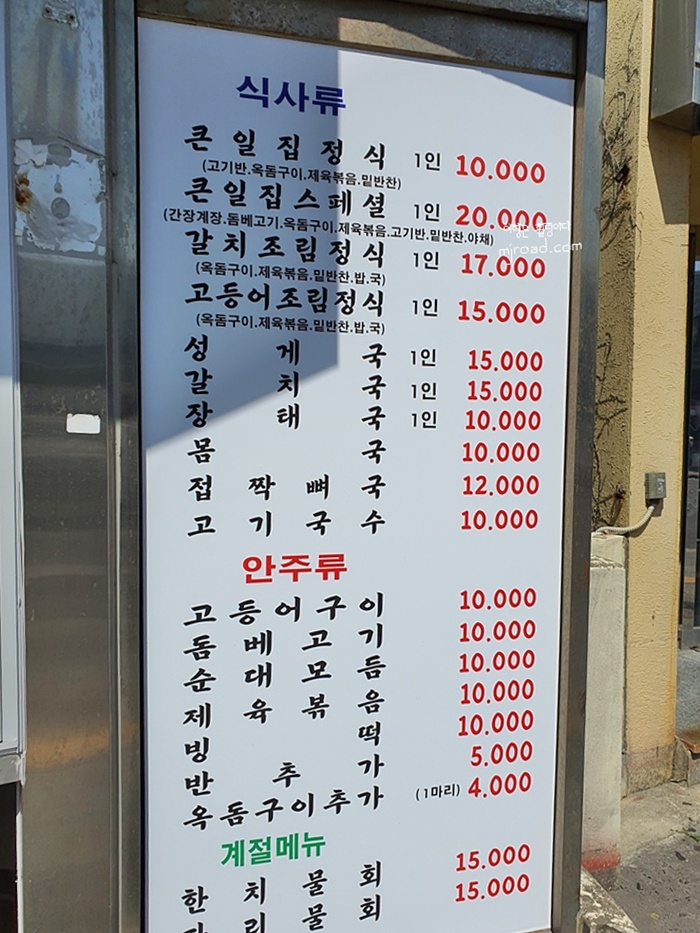 식사류
큰일집정식 1인 10.000
(고기반.옥돔구이.제육볶음.밑반찬)
큰일집스페셜 1인 20.000
(간장게장.돔베고기.옥돔구이.제육볶음.고기반.밑반찬.야채)
갈치조림정식 1인 17.000
(옥돔구이.제육볶음.밑반찬.밥.국)
고등어조림정식 1인 15.000
(옥돔구이.제육볶음.밑반찬.밥.국)
성게국 1인 15.000
갈치국 1인 15.000
장태국 1인 10.000
몸국 10.000
접짝뼈국 12.000
고기국수 10.000
안주류
고등어구이 10.000
돔베고기 10.000
순대모듬 10.000
제육볶음 10.000
빙떡 10.000
반추가 5.000
옥돔구이추가 (1마리) 4.000
계절메뉴
한치물회 15.000
리물회 15.000
mjroad.com